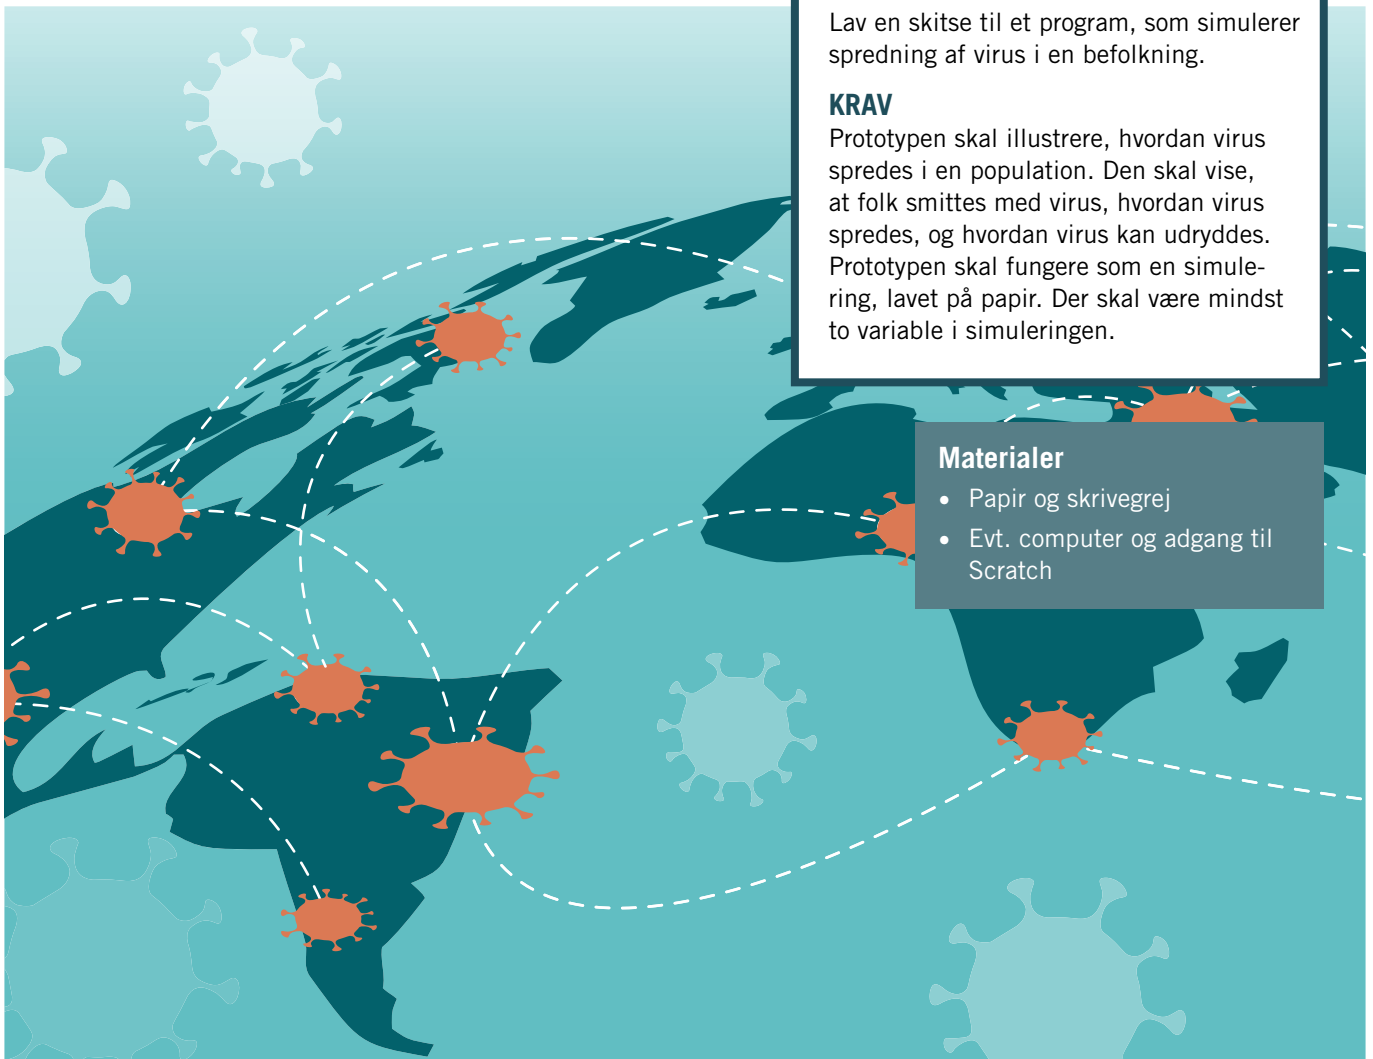 Lav en skitse til et program, som simulerer
spredning af virus i en befolkning.
KRAV
Prototypen skal illustrere, hvordan virus
spredes i en population. Den skal vise,
at folk smittes med virus, hvordan virus
spredes, og hvordan virus kan udryddes.
Prototypen skal fungere som en simule-
ring, lavet på papir. Der skal være mindst
to variable i simuleringen.
Materialer
• Papir og skrivegrej
• Evt. computer og adgang til
Scratch